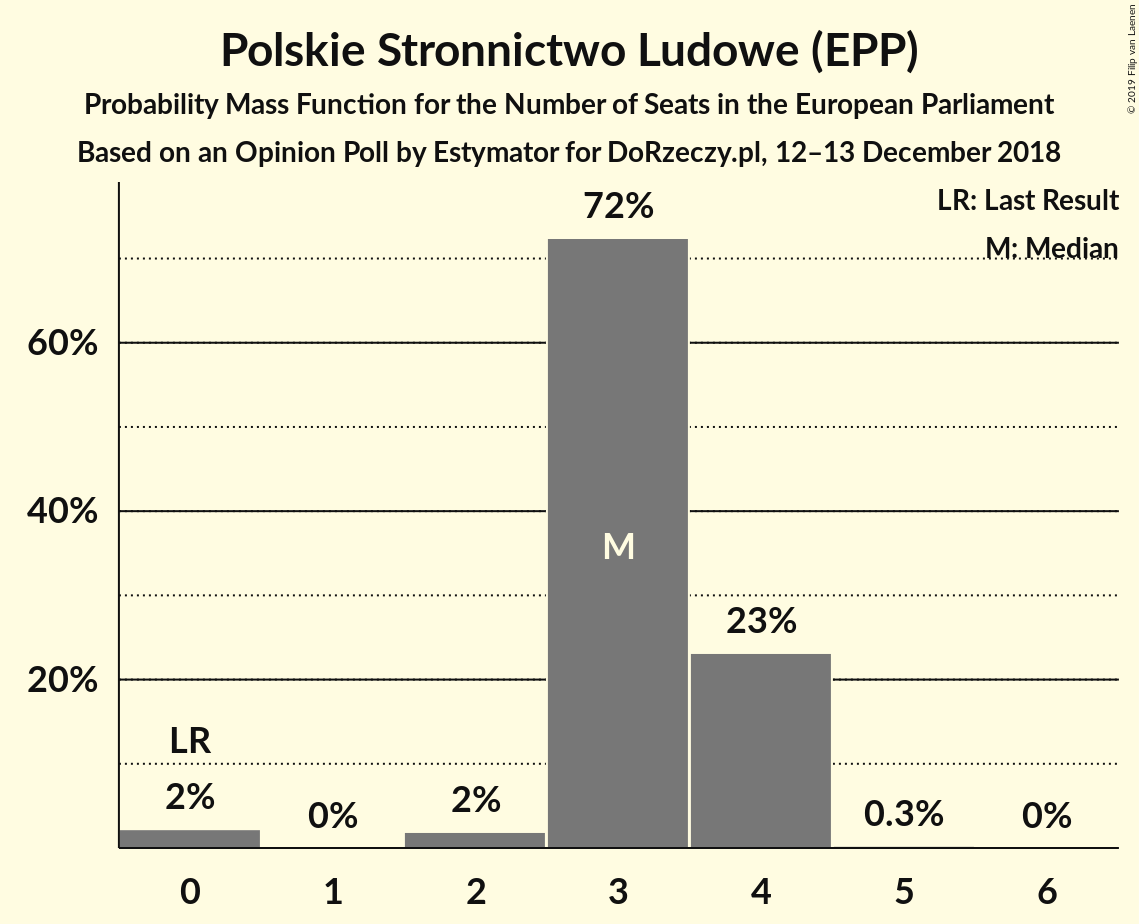 Polskie Stronnictwo Ludowe (EPP)
Probability Mass Function for the Number of Seats in the European Parliament
Based on an Opinion Poll by Estymator for DoRzeczy.pl, 12–13 December 2018
© 2019 Filip van Laenen
LR: Last Result
M: Median
72%
60%
M
40%
23%
20%
LR
2%
0%
2%
0.3%
0%
0 1 2 3 4 5 6